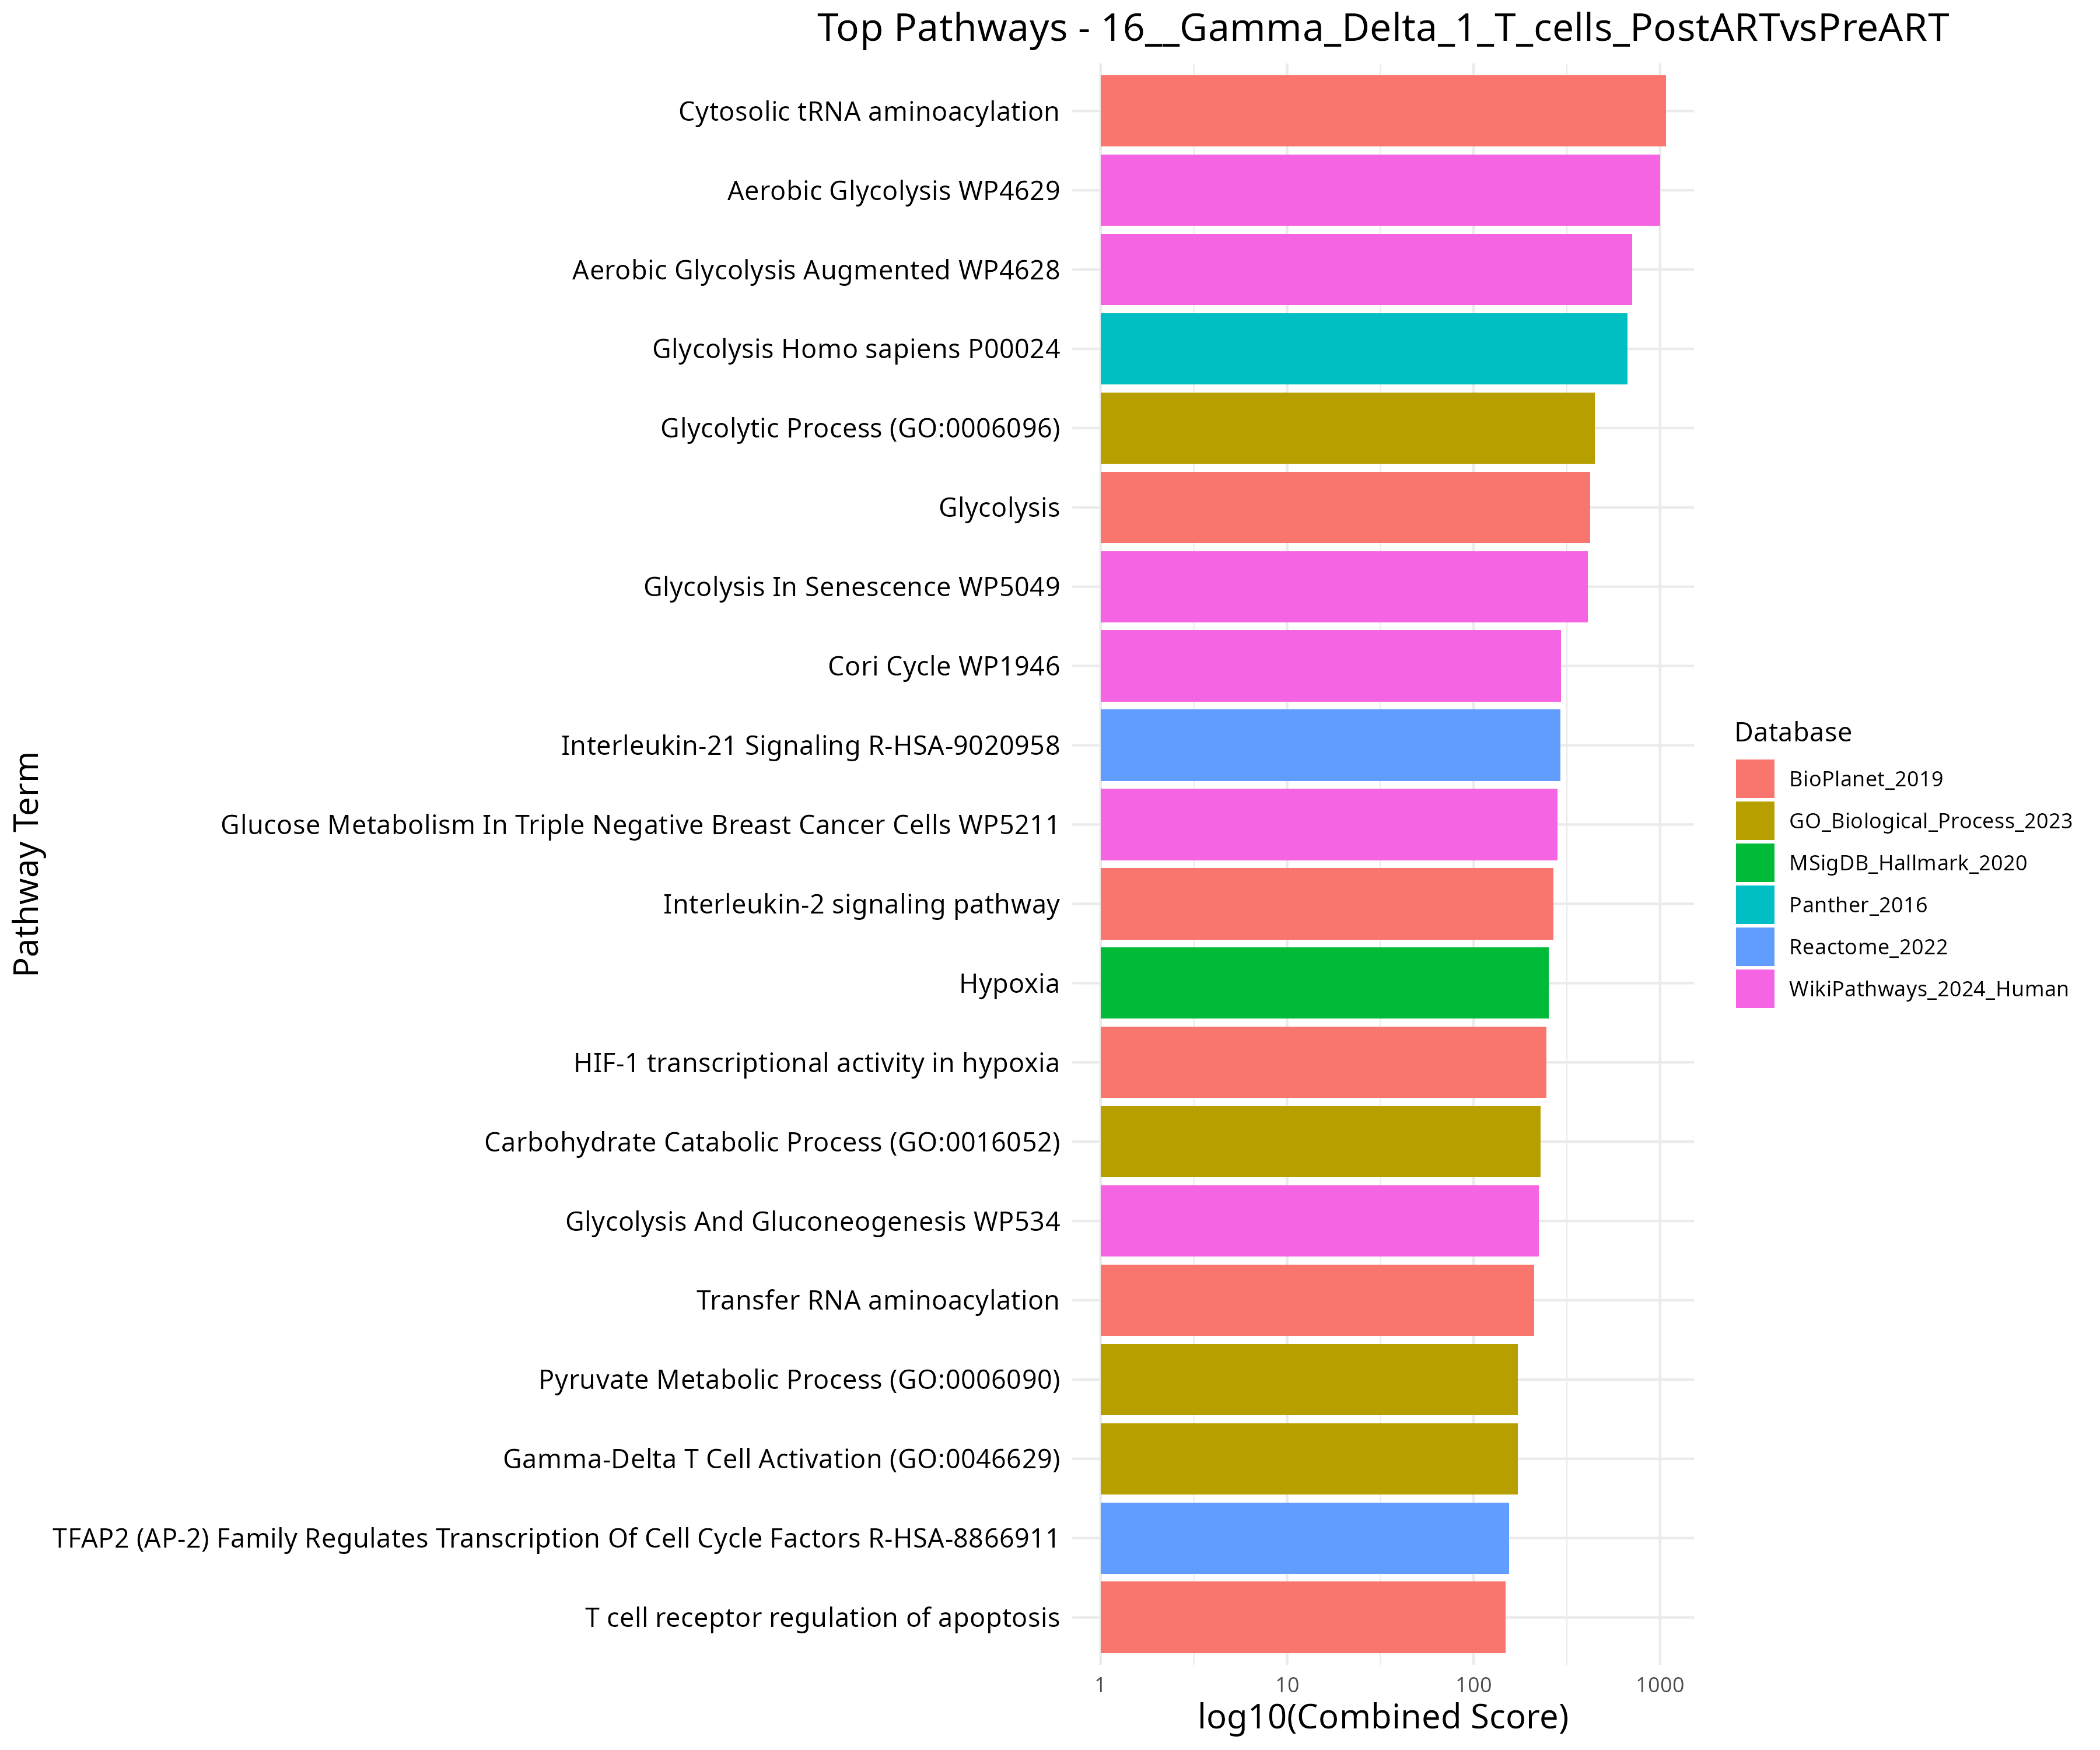 Top Pathways - 16__Gamma_Delta_1_T_cells_PostARTvsPreART
Pathway Term
Cytosolic tRNA aminoacylation
Aerobic Glycolysis WP4629
Aerobic Glycolysis Augmented WP4628
Glycolysis Homo sapiens P00024
Glycolytic Process (GO:0006096)
Glycolysis
Glycolysis In Senescence WP5049
Cori Cycle WP1946
Interleukin-21 Signaling R-HSA-9020958
Glucose Metabolism In Triple Negative Breast Cancer Cells WP5211
Interleukin-2 signaling pathway
Hypoxia
HIF-1 transcriptional activity in hypoxia
Carbohydrate Catabolic Process (GO:0016052)
Glycolysis And Gluconeogenesis WP534
Transfer RNA aminoacylation
Pyruvate Metabolic Process (GO:0006090)
Gamma-Delta T Cell Activation (GO:0046629)
TFAP2 (AP-2) Family Regulates Transcription Of Cell Cycle Factors R-HSA-8866911
T cell receptor regulation of apoptosis
1 10 100 1000
log10(Combined Score)
Database
BioPlanet_2019
GO_Biological_Process_2023
MSigDB_Hallmark_2020
Panther_2016
Reactome_2022
WikiPathways_2024_Human